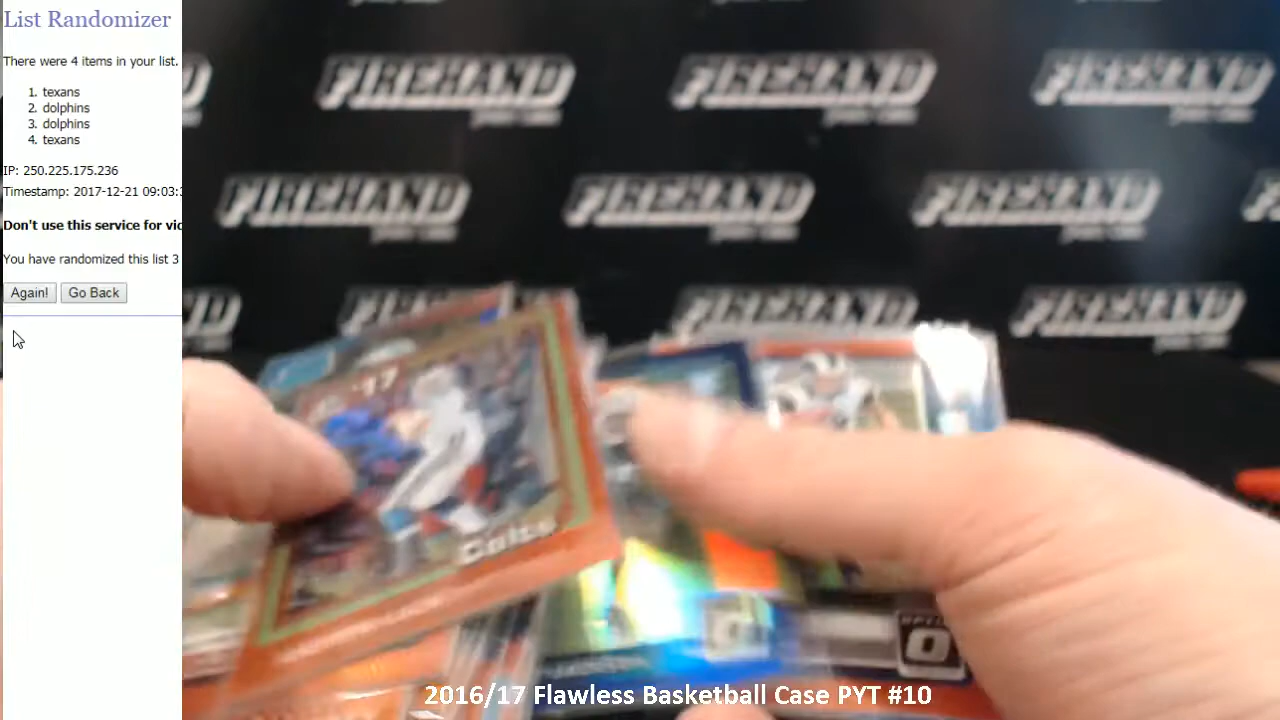 List Randomizer
There were 4 items in your list.
1. texans
2. dolphins
3. dolphins
4. texans
IP: 250.225.175.236
Timestamp: 2017-12-21 09:03:
Don't use this service for
You have randomized this list 3
Again! Go Back
FIREHAND FIREHAND FIREHAND
FIREHAND FIREHAND FIREHAND
FIREHAND FIREHAND
'17
Colts
2016/17 Flawless Basketball Case PYT #10